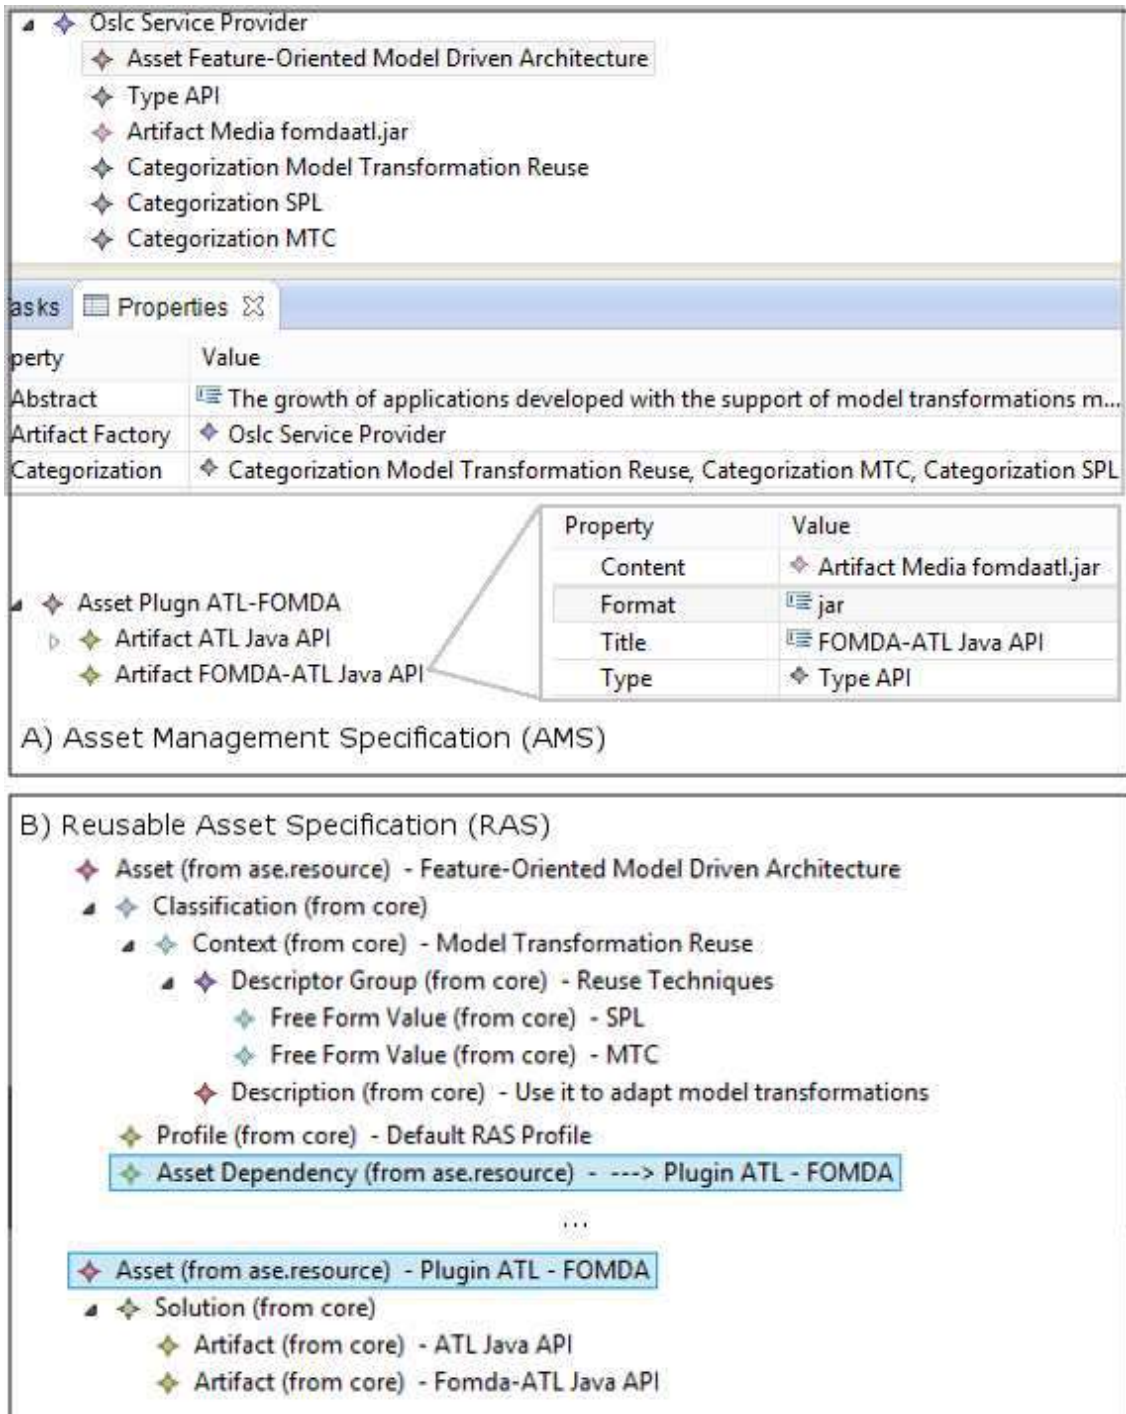 Oslc Service Provider
Asset Feature-Oriented Model Driven Architecture
Type API
Artifact Media fomdaatl.jar
Categorization Model Transformation Reuse
Categorization SPL
Categorization MTC
asks Properties
perty Value
Abstract The growth of applications developed with the support of model transformations m...
Artifact Factory Oslc Service Provider
Categorization Categorization Model Transformation Reuse, Categorization MTC, Categorization SPL
Property Value
Content Artifact Media fomdaatl.jar
Asset Plugn ATL-FOMDA
Format jar
Artifact ATL Java API
Title FOMDA-ATL Java API
Artifact FOMDA-ATL Java API
Type Type API
A) Asset Management Specification (AMS)
B) Reusable Asset Specification (RAS)
Asset (from ase.resource) - Feature-Oriented Model Driven Architecture
Classification (from core)
Context (from core) - Model Transformation Reuse
Descriptor Group (from core) - Reuse Techniques
Free Form Value (from core) - SPL
Free Form Value (from core) - MTC
Description (from core) - Use it to adapt model transformations
Profile (from core) - Default RAS Profile
Asset Dependency (from ase.resource) - ---> Plugin ATL - FOMDA
...
Asset (from ase.resource) - Plugin ATL - FOMDA
Solution (from core)
Artifact (from core) - ATL Java API
Artifact (from core) - Fomda-ATL Java API